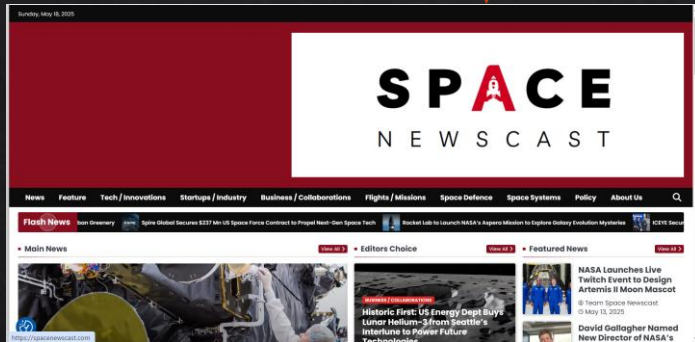 Sunday, May 18, 2025
SPACE
NEWSCAST
News Feature Tech / Innovations Startups / Industry Business / Collaborations Flights / Missions Space Defence Space Systems Policy About Us
Flash News ban Greenery Spire Global Secures $237 Mn US Space Force Contract to Propel Next-Gen Space Tech Rocket Lab to Launch NASA's Aspera Mission to Explore Galaxy Evolution Mysteries ICEYE Secur
Main News View All Editors Choice View All Featured News View All
NASA Launches Live
Twitch Event to Design
Artemis II Moon Mascot
Team Space Newscast
May 13, 2025
BUSINESS / COLLABORATIONS
Historic First: US Energy Dept Buys
Lunar Helium-3 from Seattle's
Interlune to Power Future
Technologies
David Gallagher Named
New Director of NASA's
https://spacenewscast.com